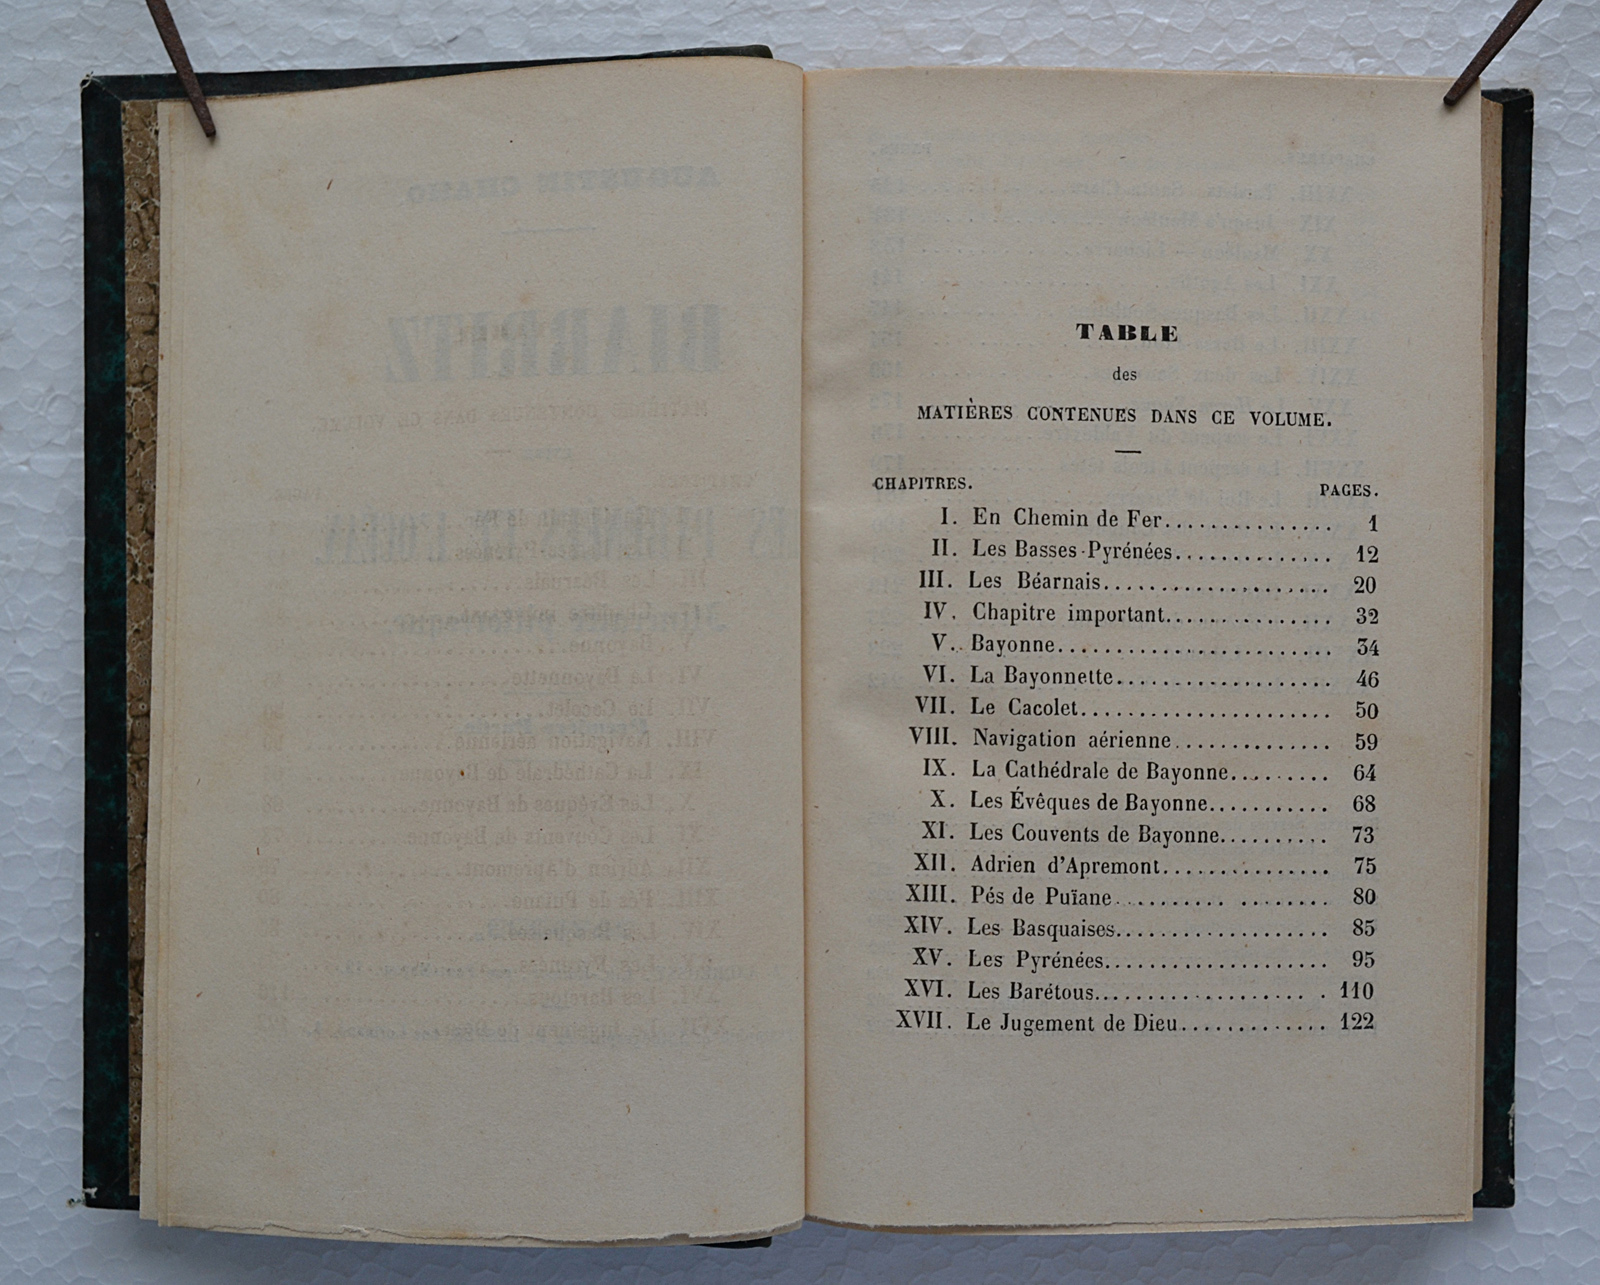 TABLE
des
MATIÈRES CONTENUES DANS CE VOLUME.
CHAPITRES. PAGES.
I. En Chemin de Fer............... 1
II. Les Basses-Pyrénées............. 12
III. Les Béarnais.................... 20
IV. Chapitre important............... 32
V. Bayonne......................... 34
VI. La Bayonnette................... 46
VII. Le Cacolet...................... 50
VIII. Navigation aérienne.............. 59
IX. La Cathédrale de Bayonne......... 64
X. Les Évêques de Bayonne........... 68
XI. Les Couvents de Bayonne.......... 73
XII. Adrien d'Apremont............... 75
XIII. Pés de Puïane.......... ........ 80
XIV. Les Basquaises.................. 85
XV. Les Pyrénées.................... 95
XVI. Les Barétous................... . 110
XVII. Le Jugement de Dieu............. 122